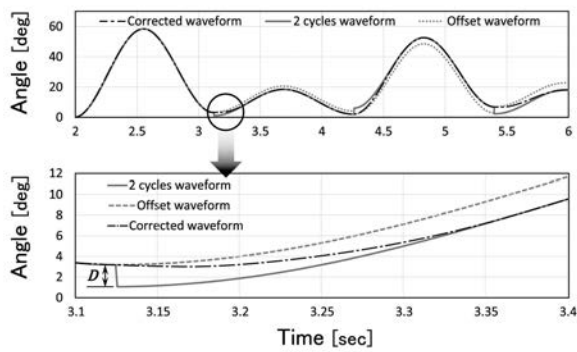 Corrected waveform 2 cycles waveform Offset waveform
Angle [deg]
60
40
20
0
2 2.5 3 3.5 4 4.5 5 5.5 6
12
10
8
6
4
2
0
2 cycles waveform
Offset waveform
Corrected waveform
Angle [deg]
D
3.1 3.15 3.2 3.25 3.3 3.35 3.4
Time [sec]